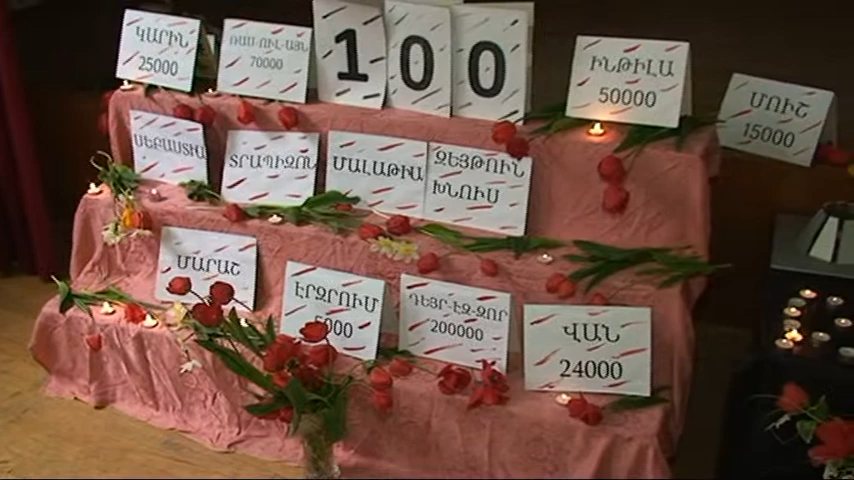 ԿԱՐԻՆ
25000
ՌԱՍ-ՈՒԼ-ԱՅՆ
70000
100
ԻՆԹԻԼԱ
50000
ՄՈՒՇ
15000
ՍԵԲԱՍՏԻԱ
ՏՐԱՊԻԶՈՆ
ՄԱԼԱԹԻԱ
ԶԵՅԹՈՒՆ
ԽՆՈՒՍ
ՄԱՐԱՇ
ԷՐԶՐՈՒՄ
5000
ԴԵՅՐ-ԷԶ-ԶՈՐ
200000
ՎԱՆ
24000